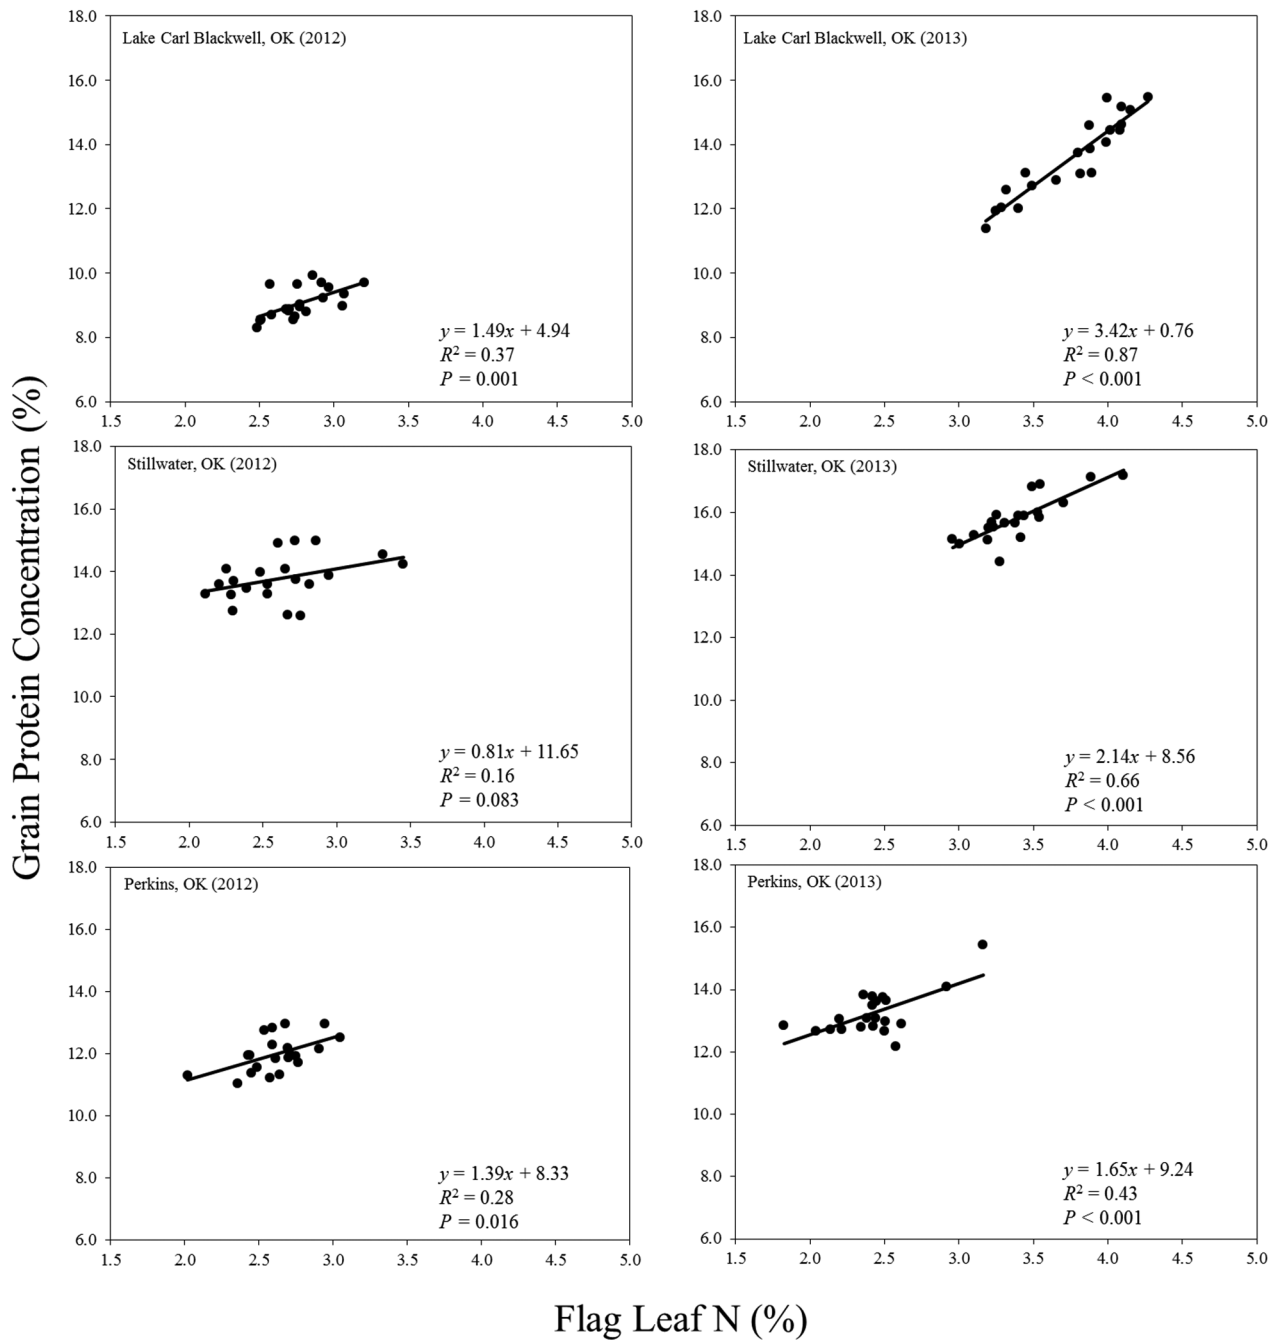 Grain Protein Concentration (%)
Lake Carl Blackwell, OK (2012)
18.0
16.0
14.0
12.0
10.0
8.0
6.0
y = 1.49x + 4.94
R² = 0.37
P = 0.001
1.5 2.0 2.5 3.0 3.5 4.0 4.5 5.0
Lake Carl Blackwell, OK (2013)
18.0
16.0
14.0
12.0
10.0
8.0
6.0
y = 3.42x + 0.76
R² = 0.87
P < 0.001
1.5 2.0 2.5 3.0 3.5 4.0 4.5 5.0
Stillwater, OK (2012)
18.0
16.0
14.0
12.0
10.0
8.0
6.0
y = 0.81x + 11.65
R² = 0.16
P = 0.083
1.5 2.0 2.5 3.0 3.5 4.0 4.5 5.0
Stillwater, OK (2013)
18.0
16.0
14.0
12.0
10.0
8.0
6.0
y = 2.14x + 8.56
R² = 0.66
P < 0.001
1.5 2.0 2.5 3.0 3.5 4.0 4.5 5.0
Perkins, OK (2012)
18.0
16.0
14.0
12.0
10.0
8.0
6.0
y = 1.39x + 8.33
R² = 0.28
P = 0.016
1.5 2.0 2.5 3.0 3.5 4.0 4.5 5.0
Perkins, OK (2013)
18.0
16.0
14.0
12.0
10.0
8.0
6.0
y = 1.65x + 9.24
R² = 0.43
P < 0.001
1.5 2.0 2.5 3.0 3.5 4.0 4.5 5.0
Flag Leaf N (%)